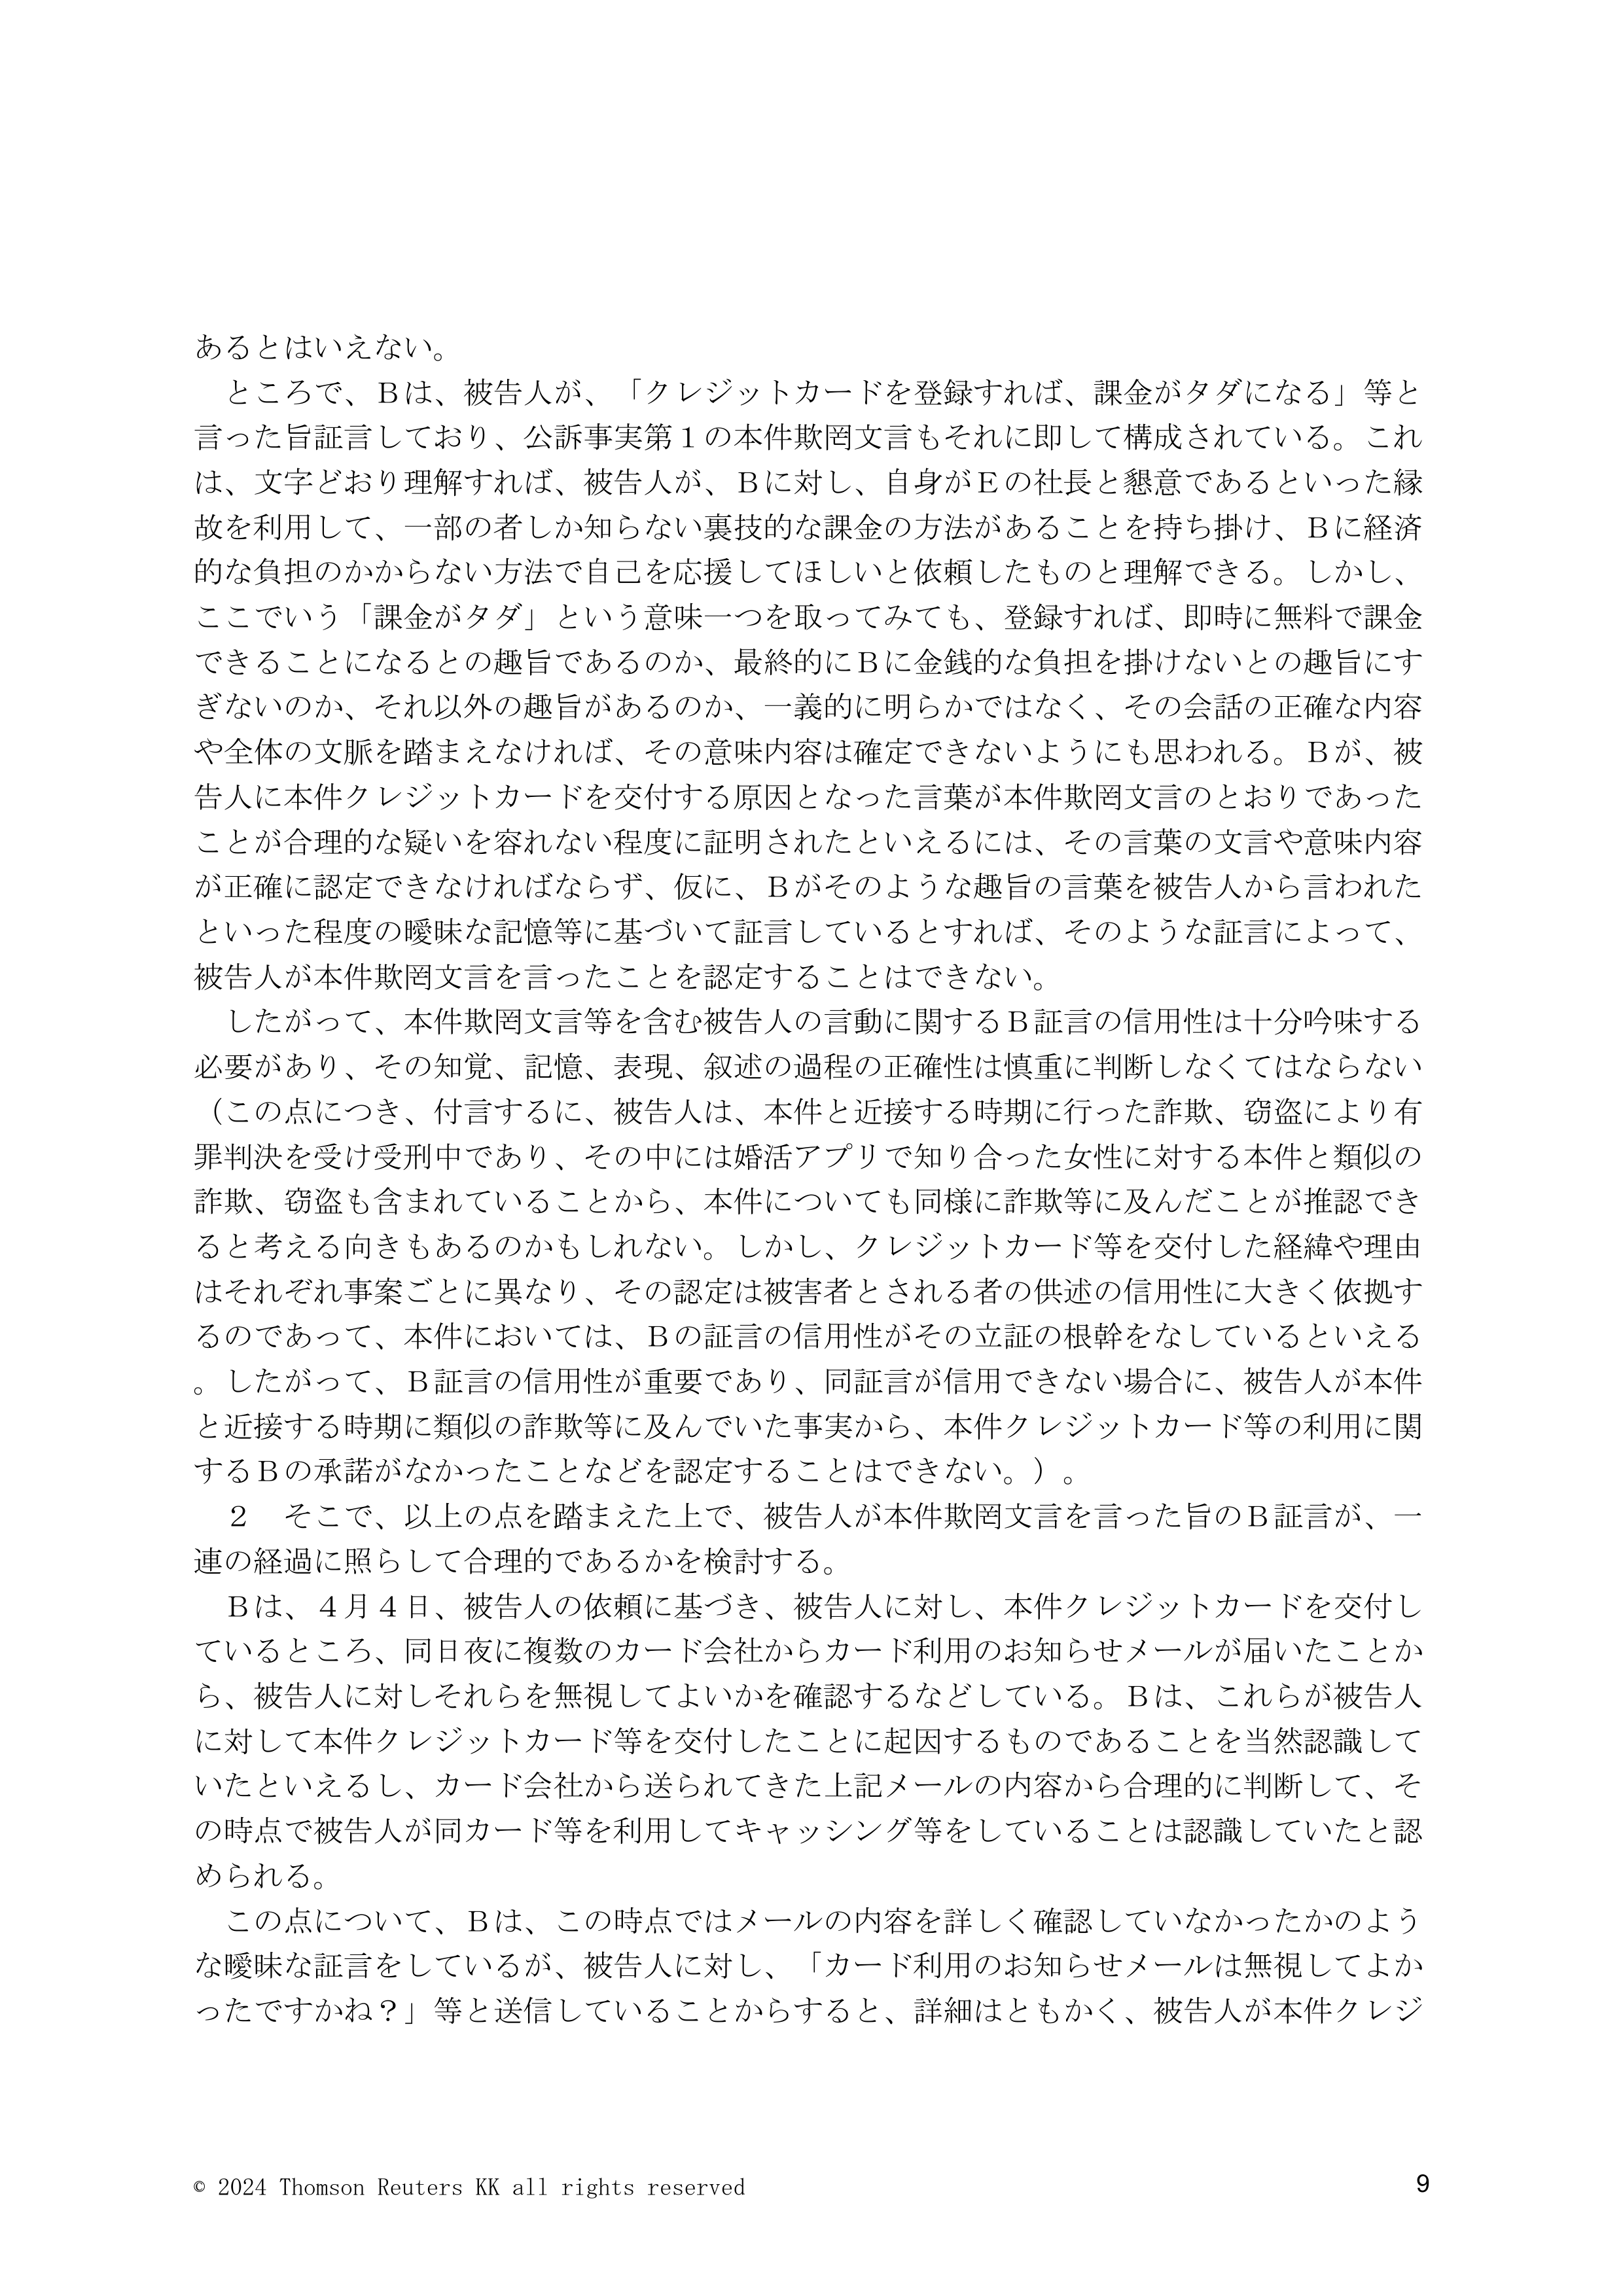 あるとはいえない。
　ところで、Ｂは、被告人が、「クレジットカードを登録すれば、課金がタダになる」等と
言った旨証言しており、公訴事実第１の本件欺罔文言もそれに即して構成されている。これ
は、文字どおり理解すれば、被告人が、Ｂに対し、自身がＥの社長と懇意であるといった縁
故を利用して、一部の者しか知らない裏技的な課金の方法があることを持ち掛け、Ｂに経済
的な負担のかからない方法で自己を応援してほしいと依頼したものと理解できる。しかし、
ここでいう「課金がタダ」という意味一つを取ってみても、登録すれば、即時に無料で課金
できることになるとの趣旨であるのか、最終的にＢに金銭的な負担を掛けないとの趣旨にす
ぎないのか、それ以外の趣旨があるのか、一義的に明らかではなく、その会話の正確な内容
や全体の文脈を踏まえなければ、その意味内容は確定できないようにも思われる。Ｂが、被
告人に本件クレジットカードを交付する原因となった言葉が本件欺罔文言のとおりであった
ことが合理的な疑いを容れない程度に証明されたといえるには、その言葉の文言や意味内容
が正確に認定できなければならず、仮に、Ｂがそのような趣旨の言葉を被告人から言われた
といった程度の曖昧な記憶等に基づいて証言しているとすれば、そのような証言によって、
被告人が本件欺罔文言を言ったことを認定することはできない。
　したがって、本件欺罔文言等を含む被告人の言動に関するＢ証言の信用性は十分吟味する
必要があり、その知覚、記憶、表現、叙述の過程の正確性は慎重に判断しなくてはならない
（この点につき、付言するに、被告人は、本件と近接する時期に行った詐欺、窃盗により有
罪判決を受け受刑中であり、その中には婚活アプリで知り合った女性に対する本件と類似の
詐欺、窃盗も含まれていることから、本件についても同様に詐欺等に及んだことが推認でき
ると考える向きもあるのかもしれない。しかし、クレジットカード等を交付した経緯や理由
はそれぞれ事案ごとに異なり、その認定は被害者とされる者の供述の信用性に大きく依拠す
るのであって、本件においては、Ｂの証言の信用性がその立証の根幹をなしているといえる
。したがって、Ｂ証言の信用性が重要であり、同証言が信用できない場合に、被告人が本件
と近接する時期に類似の詐欺等に及んでいた事実から、本件クレジットカード等の利用に関
するＢの承諾がなかったことなどを認定することはできない。）。
　２　そこで、以上の点を踏まえた上で、被告人が本件欺罔文言を言った旨のＢ証言が、一
連の経過に照らして合理的であるかを検討する。
　Ｂは、４月４日、被告人の依頼に基づき、被告人に対し、本件クレジットカードを交付し
ているところ、同日夜に複数のカード会社からカード利用のお知らせメールが届いたことか
ら、被告人に対しそれらを無視してよいかを確認するなどしている。Ｂは、これらが被告人
に対して本件クレジットカード等を交付したことに起因するものであることを当然認識して
いたといえるし、カード会社から送られてきた上記メールの内容から合理的に判断して、そ
の時点で被告人が同カード等を利用してキャッシング等をしていることは認識していたと認
められる。
　この点について、Ｂは、この時点ではメールの内容を詳しく確認していなかったかのよう
な曖昧な証言をしているが、被告人に対し、「カード利用のお知らせメールは無視してよか
ったですかね？」等と送信していることからすると、詳細はともかく、被告人が本件クレジ
© 2024 Thomson Reuters KK all rights reserved
9